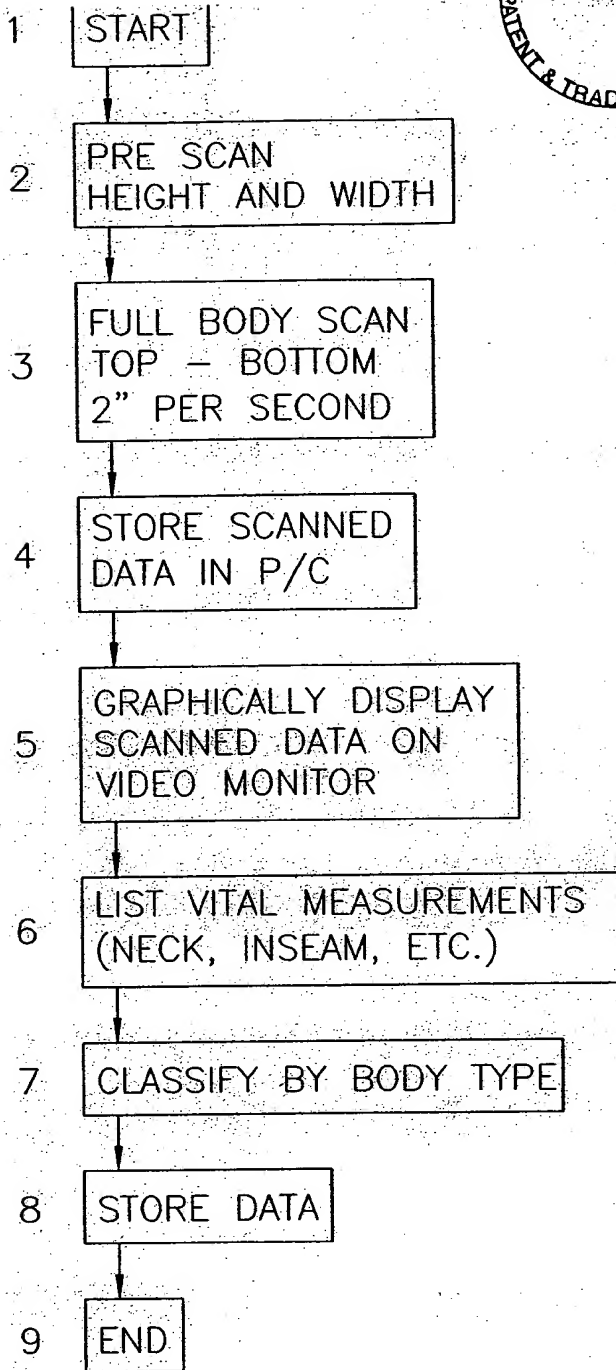 PATENT & TRAD
1 START
2 PRE SCAN
HEIGHT AND WIDTH
3 FULL BODY SCAN
TOP – BOTTOM
2" PER SECOND
4 STORE SCANNED
DATA IN P/C
5 GRAPHICALLY DISPLAY
SCANNED DATA ON
VIDEO MONITOR
6 LIST VITAL MEASUREMENTS
(NECK, INSEAM, ETC.)
7 CLASSIFY BY BODY TYPE
8 STORE DATA
9 END